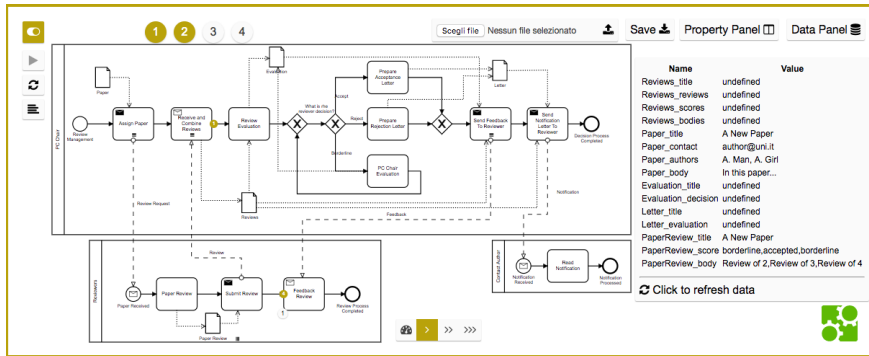 1 2 3 4
Scegli file Nessun file selezionato
Save
Property Panel
Data Panel
PC Chair
Review Management
Paper
Assign Paper
Receive and Combine Reviews
5
Review Evaluation
Evaluation
What is the reviewer decision?
Accept
Reject
Borderline
Prepare Acceptance Letter
Prepare Rejection Letter
PC Chair Evaluation
Letter
Send Feedback To Reviewer
Send Notification Letter To Reviewer
Decision Process Completed
Reviews
Review Request
Review
Feedback
Notification
Reviewers
Paper Received
Paper Review
Paper Review
Submit Review
4
1
Feedback Review
Review Process Completed
Contact Author
Notification Received
Read Notification
Notification Processed
Name Value
Reviews_title undefined
Reviews_reviews undefined
Reviews_scores undefined
Reviews_bodies undefined
Paper_title A New Paper
Paper_contact author@uni.it
Paper_authors A. Man, A. Girl
Paper_body In this paper...
Evaluation_title undefined
Evaluation_decision undefined
Letter_title undefined
Letter_evaluation undefined
PaperReview_title A New Paper
PaperReview_score borderline,accepted,borderline
PaperReview_body Review of 2,Review of 3,Review of 4
Click to refresh data